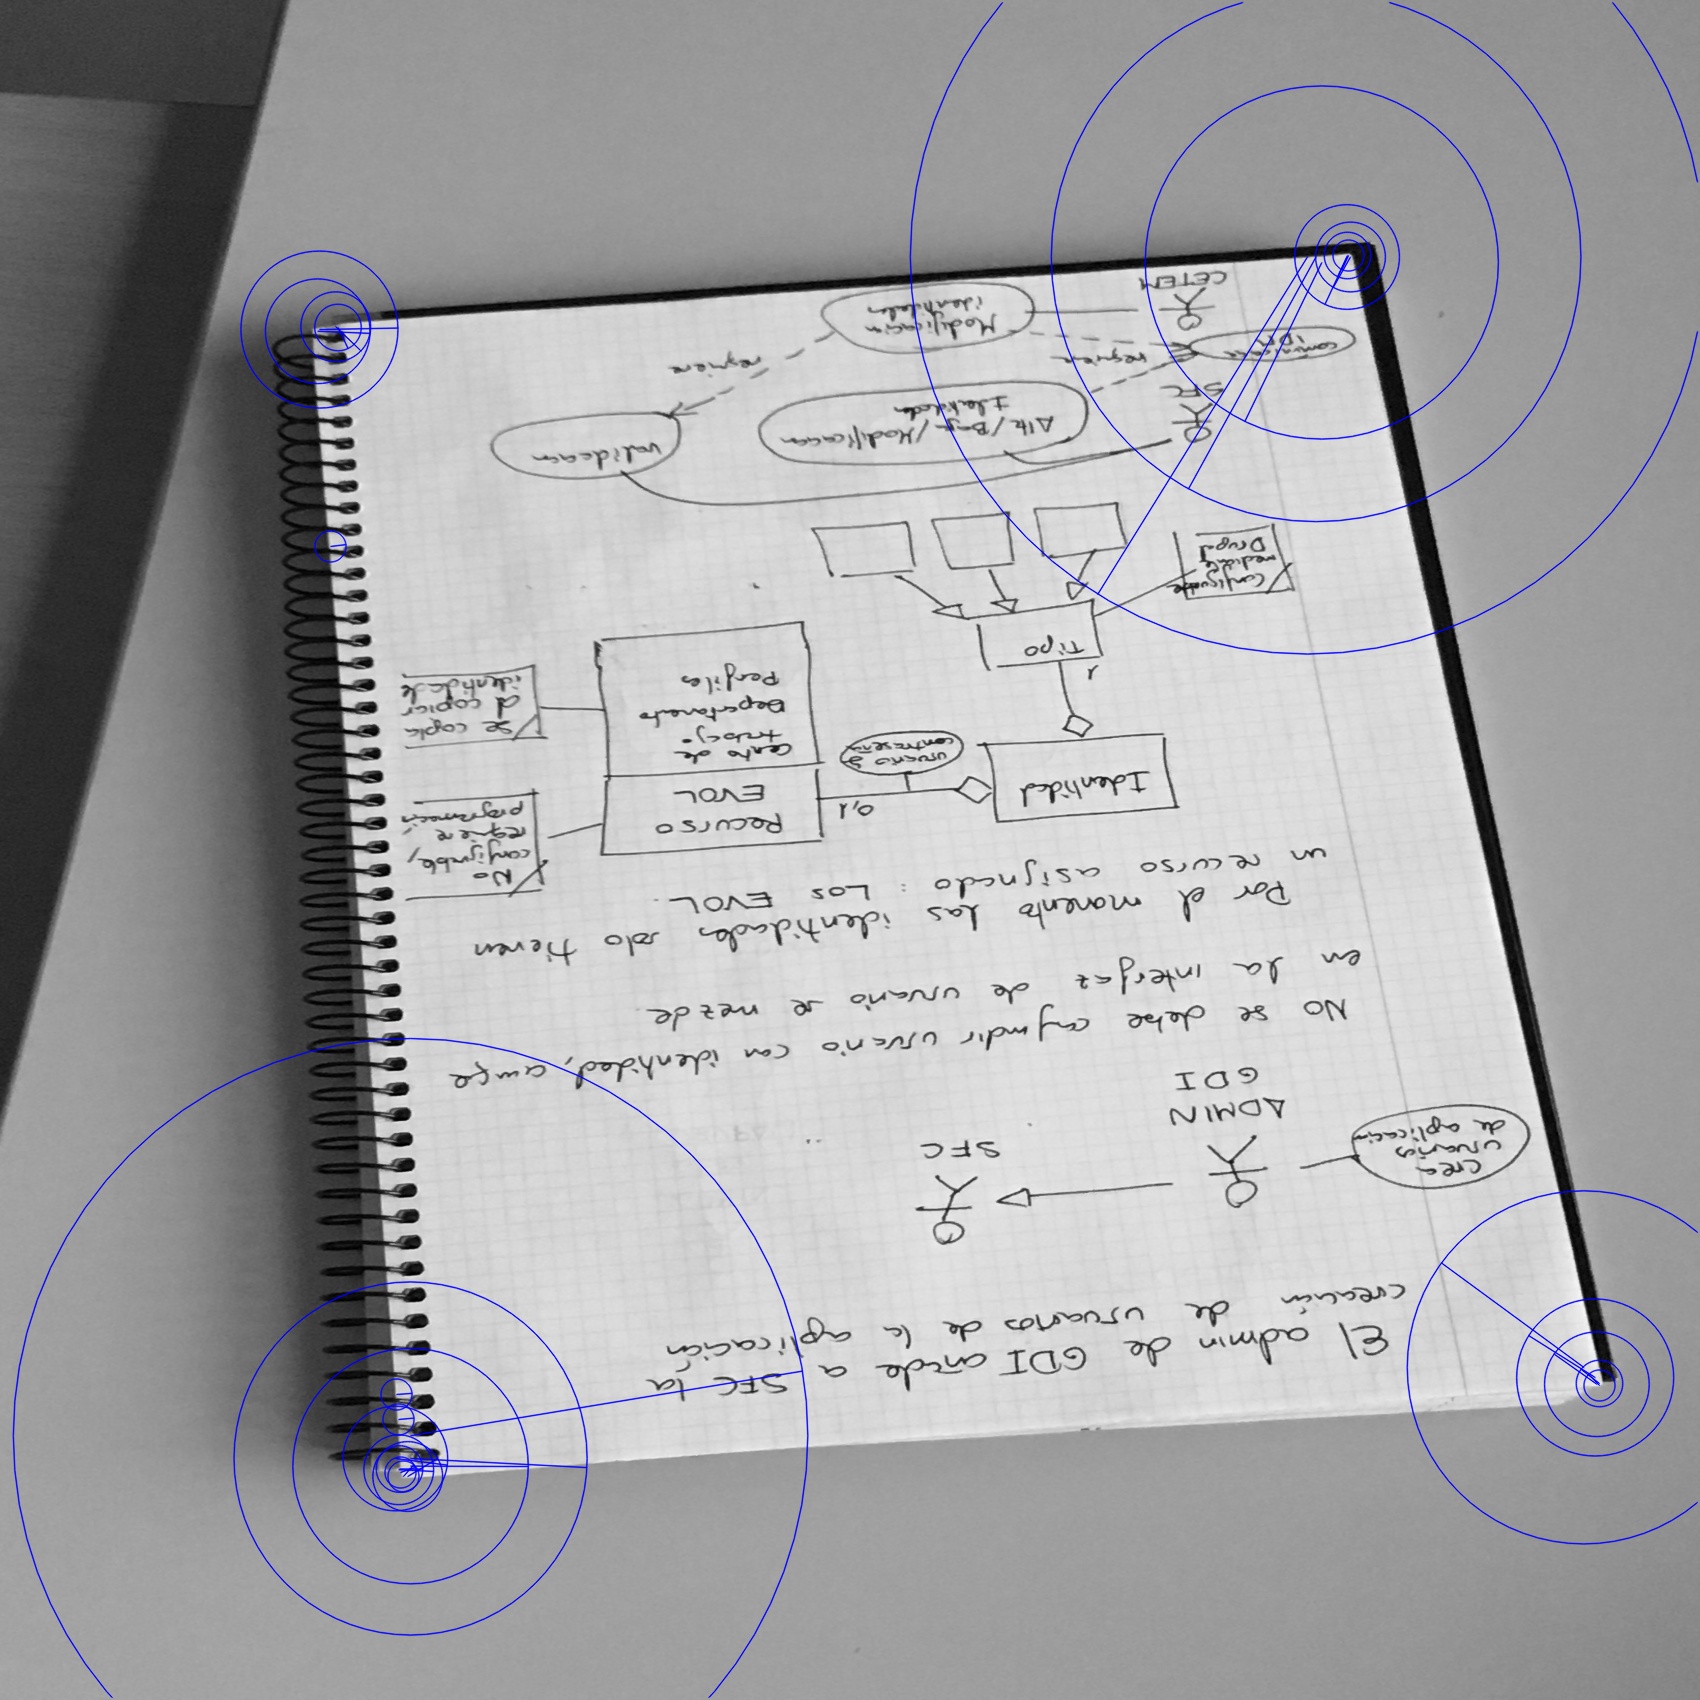 El admin de GDI añade a SFC la
creación de usuarios de la aplicación
crea
usuarios
de aplicación
SFC
ADMIN
GDI
No se debe confundir usuario con identidad, aunque
en la interfaz de usuario se mezcle.
Por el momento las identidades solo tienen
un recurso asignado: Los EVOL.
Identidad
usuario y
contraseña
0,1
Recurso
EVOL
No
configurable,
requiere
programación
Centro de
trabajo
Departamento
Perfiles
Se copia
al copiar
identidade
1
Tipo
Configurable
mediante
Drupal
SFC
Alta/Baja/Modificación
Identidades
validación
requiere
requiere
IDM
CETEM
Modificación
identidades